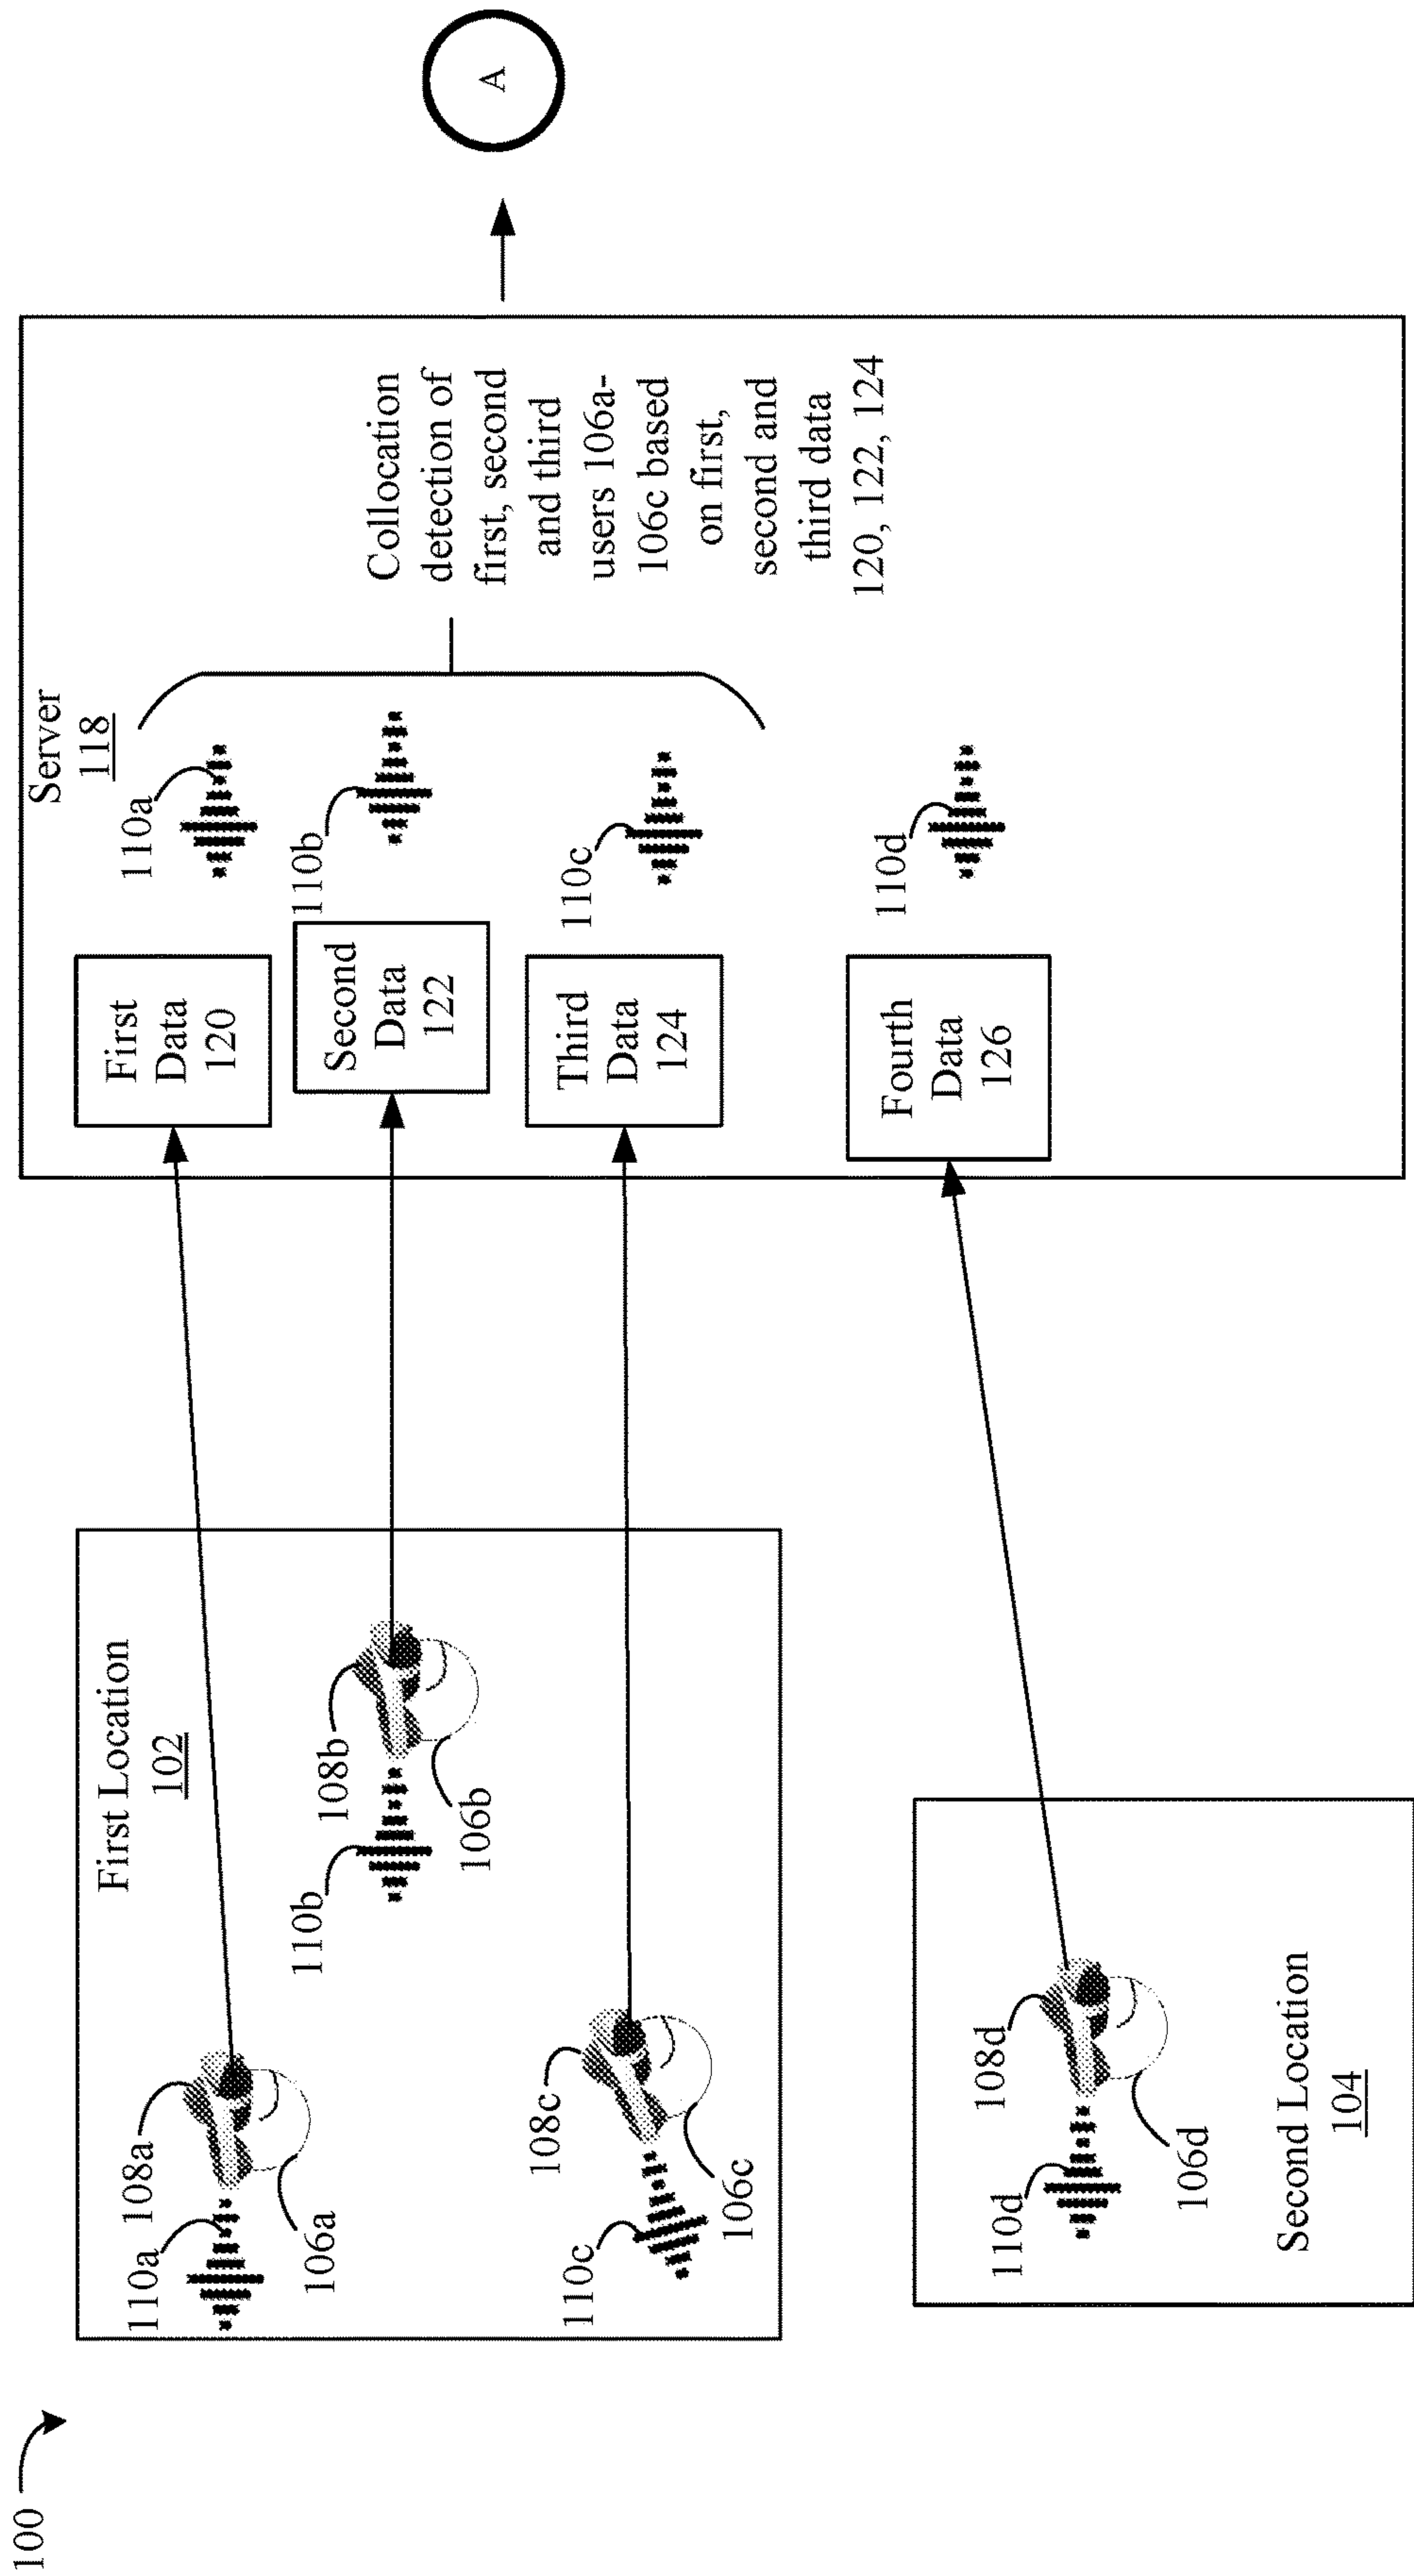 100
First Location
102
108a
110a
106a
108b
110b
106b
108c
110c
106c
108d
110d
106d
Second Location
104
Server
118
First
Data
120
110a
Second
Data
122
110b
Third
Data
124
110c
Fourth
Data
126
110d
Collocation
detection of
first, second
and third
users 106a-
106c based
on first,
second and
third data
120, 122, 124
A